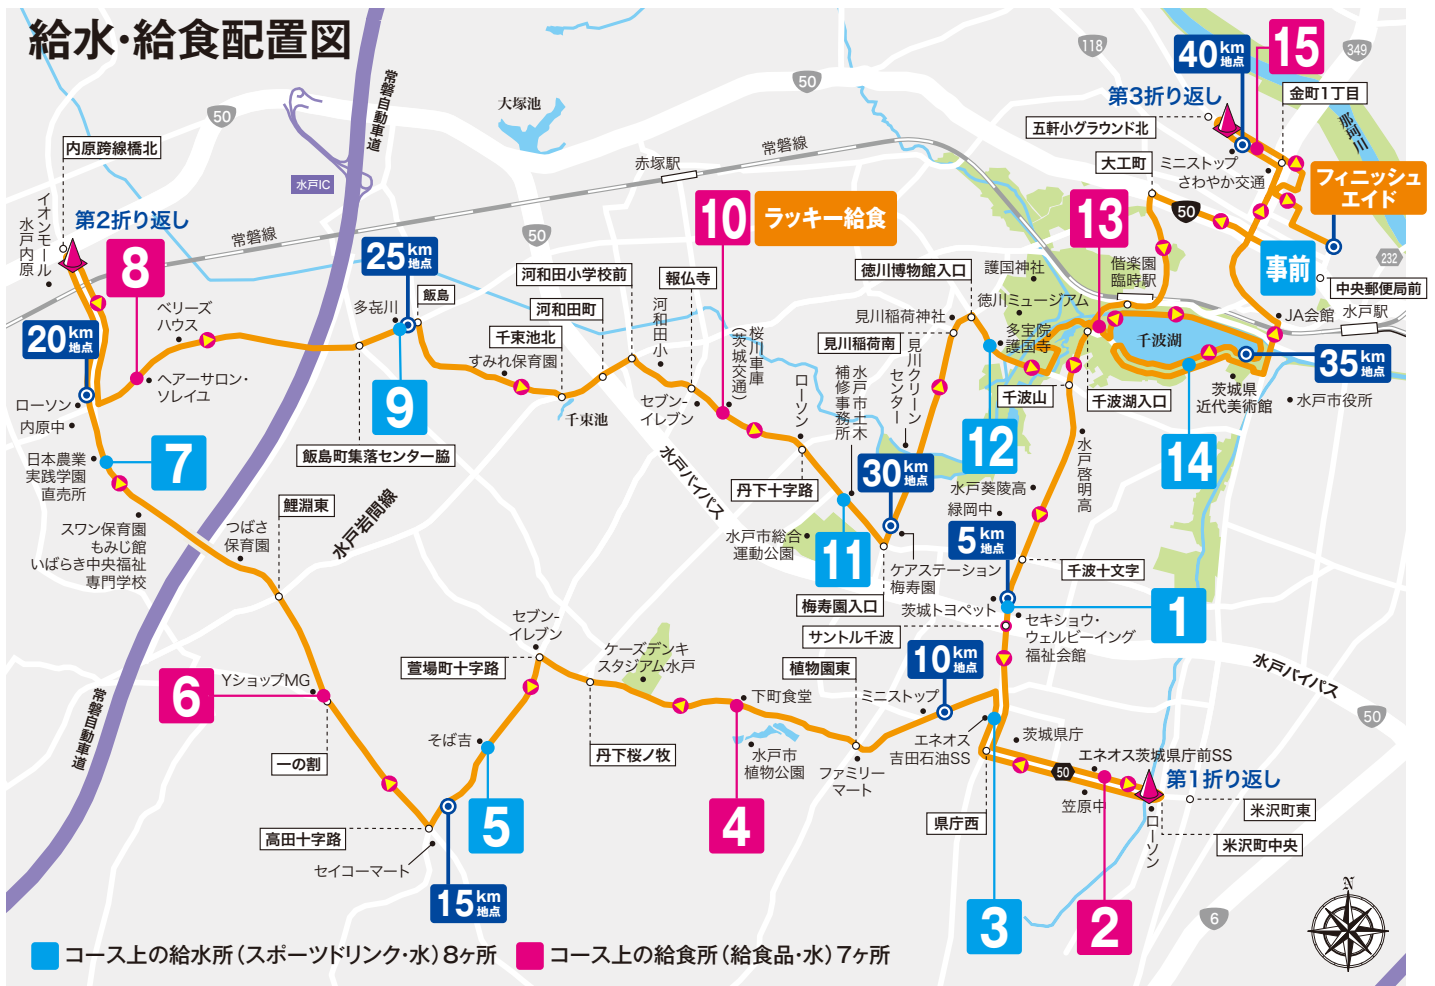 給水・給食配置図
118
349
50
50
50
50
50
50
232
6
40km地点
15
第3折り返し
金町1丁目
五軒小グラウンド北
那珂川
大工町
ミニストップ
さわやか交通
フィニッシュ
エイド
事前
中央郵便局前
水戸駅
JA会館
常磐自動車道
大塚池
内原跨線橋北
水戸IC
赤塚駅
常磐線
常磐線
イオンモール
水戸内原
第2折り返し
8
ベリーズ
ハウス
25km地点
多㐂川
飯島
河和田小学校前
河和田町
千束池北
すみれ保育園
報仏寺
10
ラッキー給食
河和田小
桜川車庫
(茨城交通)
徳川博物館入口
見川稲荷神社
見川稲荷南
護国神社
徳川ミュージアム
多宝院
護国寺
13
偕楽園
臨時駅
千波湖
35km地点
茨城県
近代美術館
水戸市役所
千波山
千波湖入口
20km地点
ヘアーサロン・
ソレイユ
ローソン
内原中
9
千束池
セブン-
イレブン
飯島町集落センター脇
ローソン
水戸市土木
補修事務所
見川クリーン
センター
12
14
7
日本農業
実践学園
直売所
鯉淵東
水戸岩間線
水戸バイパス
丹下十字路
30km地点
水戸葵陵高
緑岡中
水戸啓明高
スワン保育園
もみじ館
いばらき中央福祉
専門学校
つばさ
保育園
水戸市総合
運動公園
11
ケアステーション
梅寿園
梅寿園入口
5km地点
千波十文字
茨城トヨペット
1
セキショウ・
ウェルビーイング
福祉会館
サントル千波
水戸バイパス
セブン-
イレブン
萱場町十字路
ケーズデンキ
スタジアム水戸
植物園東
10km地点
ミニストップ
6
YショップMG
下町食堂
エネオス
吉田石油SS
茨城県庁
エネオス茨城県庁前SS
第1折り返し
常磐自動車道
一の割
そば吉
丹下桜ノ牧
水戸市
植物公園
ファミリー
マート
笠原中
ローソン
米沢町東
米沢町中央
県庁西
高田十字路
5
4
セイコーマート
15km地点
3
2
N
コース上の給水所(スポーツドリンク・水)8ヶ所
コース上の給食所(給食品・水)7ヶ所